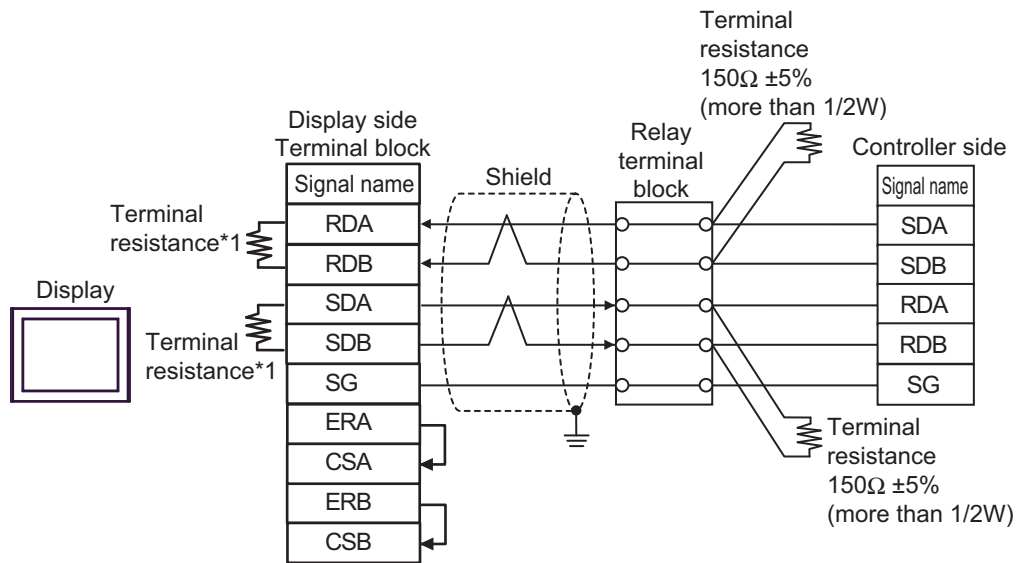 Terminal
resistance
150Ω ±5%
(more than 1/2W)
Display side
Terminal block
Relay
terminal
block
Controller side
Signal name
Shield
Signal name
Terminal
resistance*1
RDA
SDA
RDB
SDB
Display
SDA
RDA
Terminal
resistance*1
SDB
RDB
SG
SG
ERA
CSA
ERB
CSB
Terminal
resistance
150Ω ±5%
(more than 1/2W)